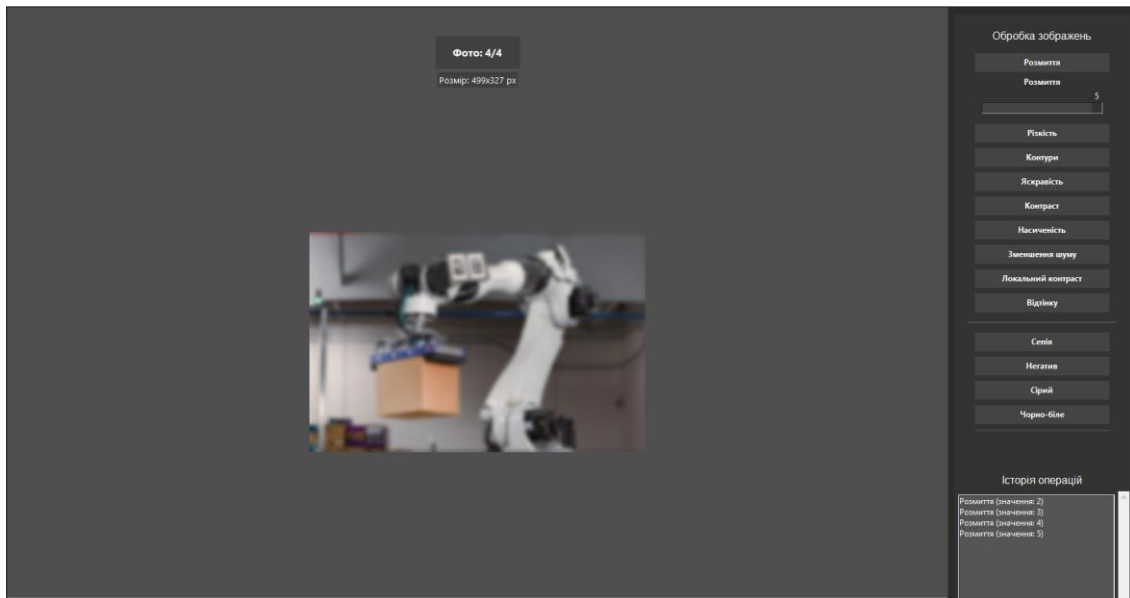 Фото: 4/4
Розмір: 499x327 px
Обробка зображень
Розмиття
Розмиття
5
Різкість
Контури
Яскравість
Контраст
Насиченість
Зменшення шуму
Локальний контраст
Відтінку
Сепія
Негатив
Сірий
Чорно-біле
Історія операцій
Розмиття (значення: 2)
Розмиття (значення: 3)
Розмиття (значення: 4)
Розмиття (значення: 5)